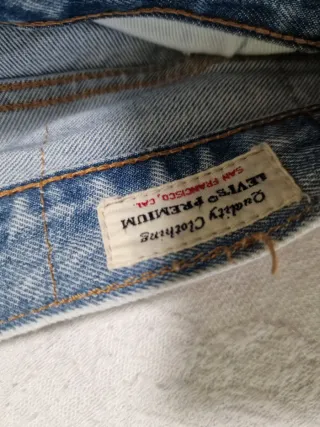 Quality Clothing
LEVI'S® PREMIUM
SAN FRANCISCO, CAL